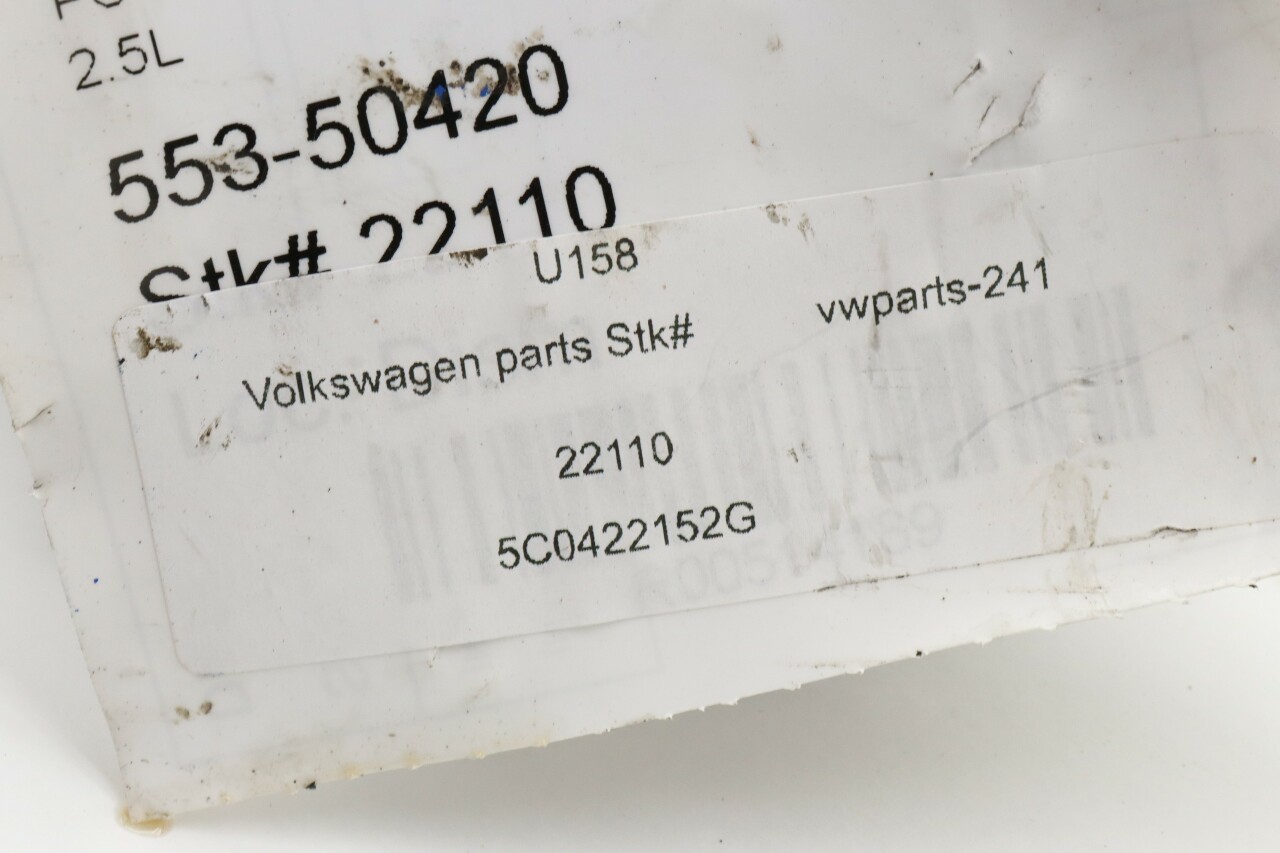 2.5L
553-50420
Stk# 22110
U158
Volkswagen parts Stk#
vwparts-241
22110
5C0422152G